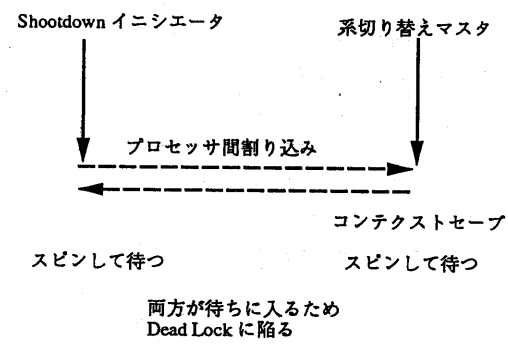 Shootdown イニシエータ
系切り替えマスタ
プロセッサ間割り込み
コンテクストセーブ
スピンして待つ
スピンして待つ
両方が待ちに入るため
Dead Lock に陥る